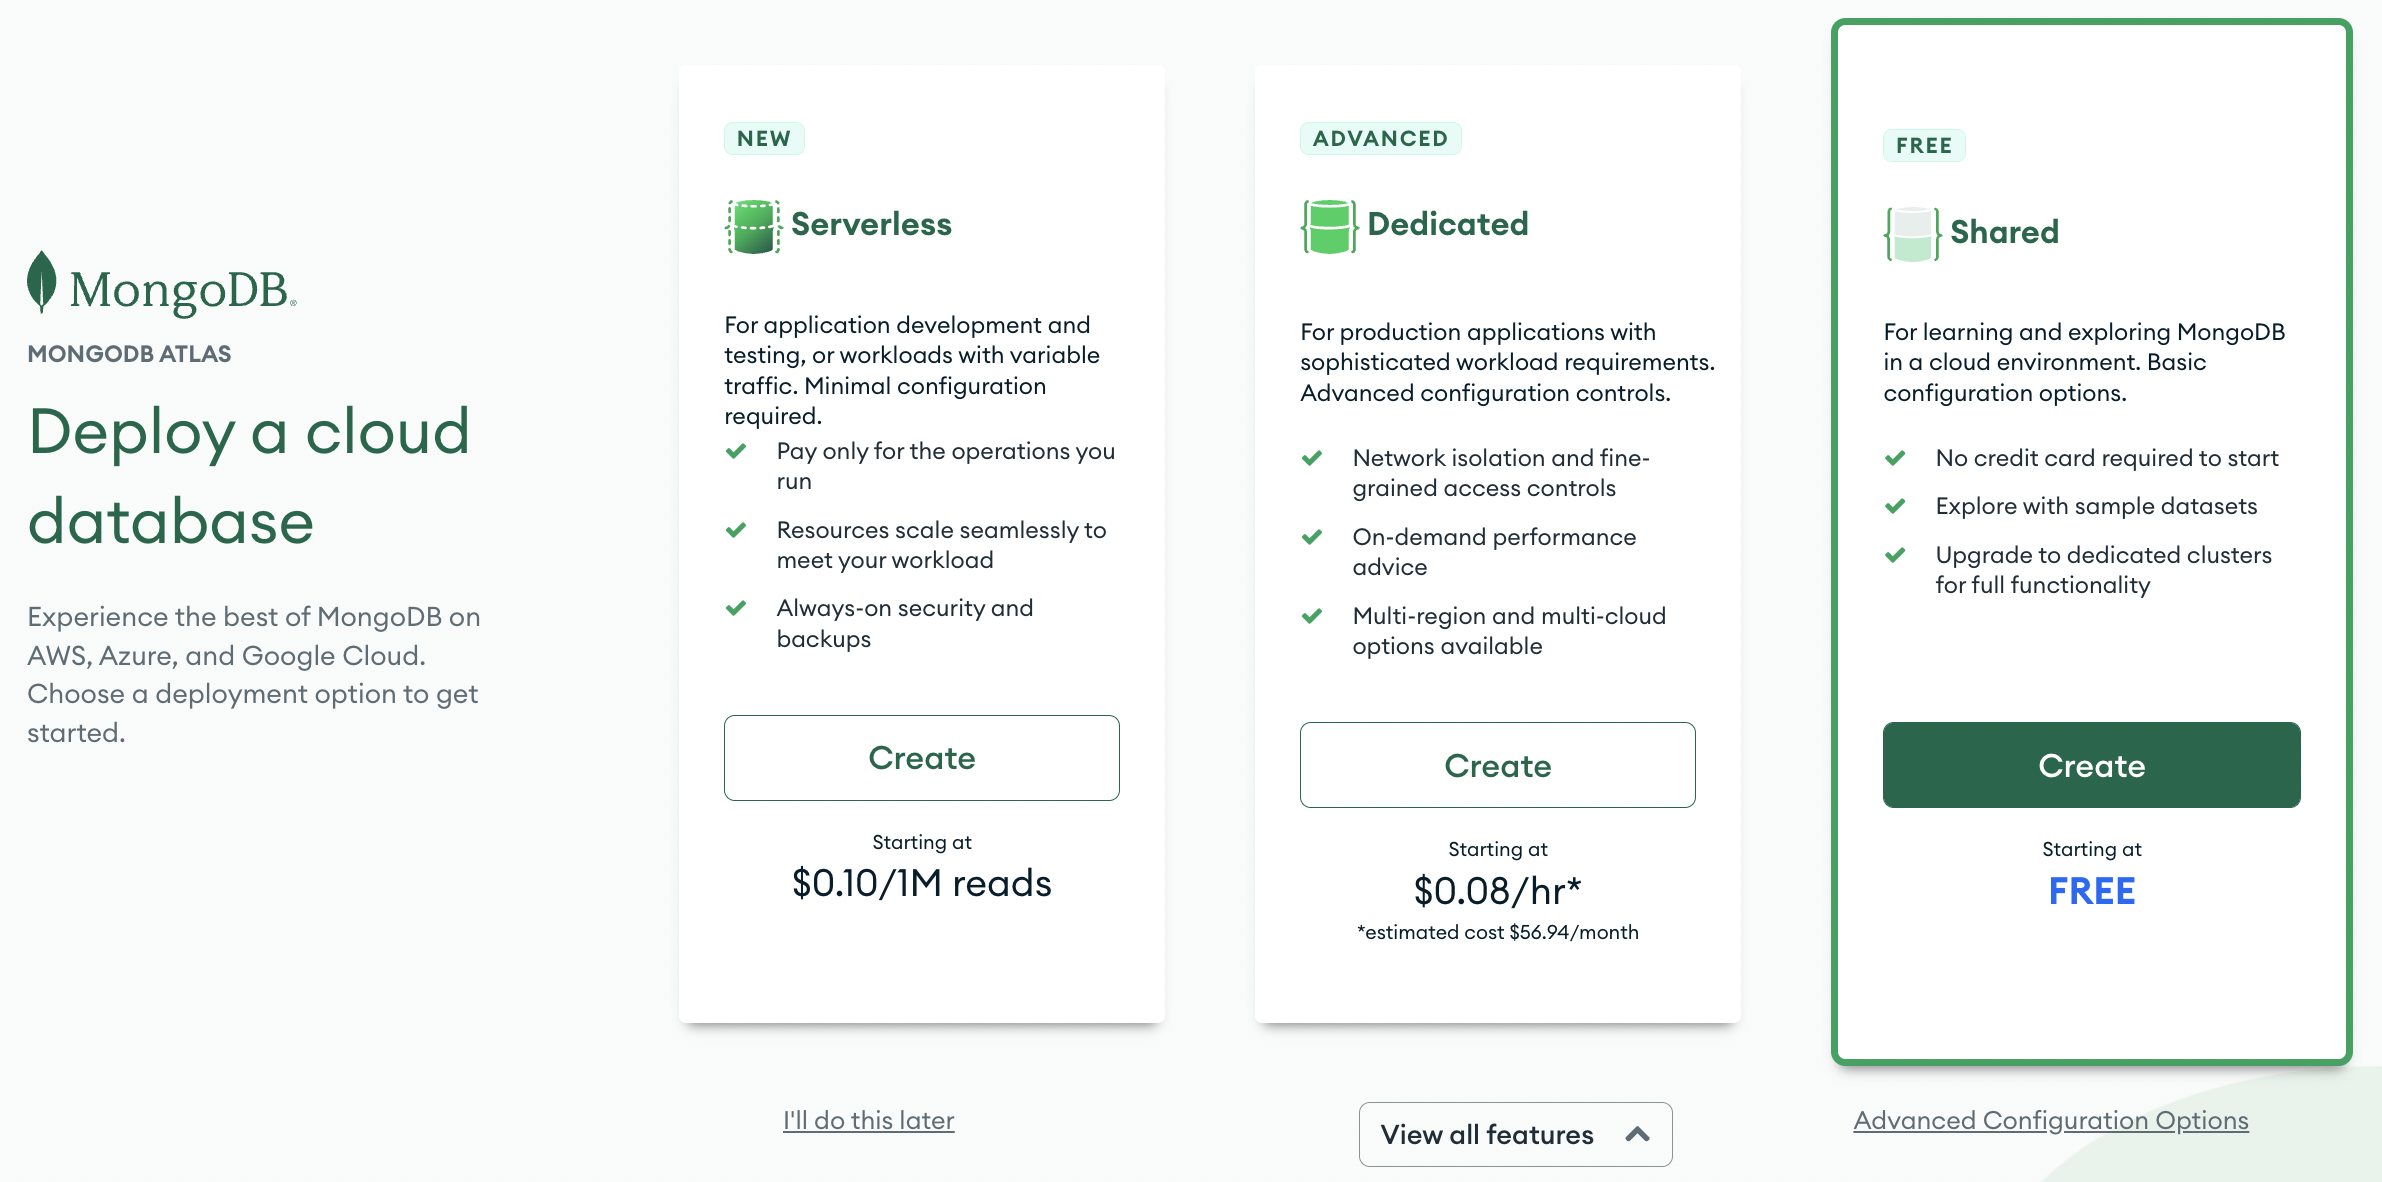 MongoDB®
MONGODB ATLAS
Deploy a cloud
database
Experience the best of MongoDB on
AWS, Azure, and Google Cloud.
Choose a deployment option to get
started.
NEW
Serverless
For application development and
testing, or workloads with variable
traffic. Minimal configuration
required.
Pay only for the operations you
run
Resources scale seamlessly to
meet your workload
Always-on security and
backups
Create
Starting at
$0.10/1M reads
ADVANCED
Dedicated
For production applications with
sophisticated workload requirements.
Advanced configuration controls.
Network isolation and fine-
grained access controls
On-demand performance
advice
Multi-region and multi-cloud
options available
Create
Starting at
$0.08/hr*
*estimated cost $56.94/month
FREE
Shared
For learning and exploring MongoDB
in a cloud environment. Basic
configuration options.
No credit card required to start
Explore with sample datasets
Upgrade to dedicated clusters
for full functionality
Create
Starting at
FREE
I'll do this later
View all features
Advanced Configuration Options